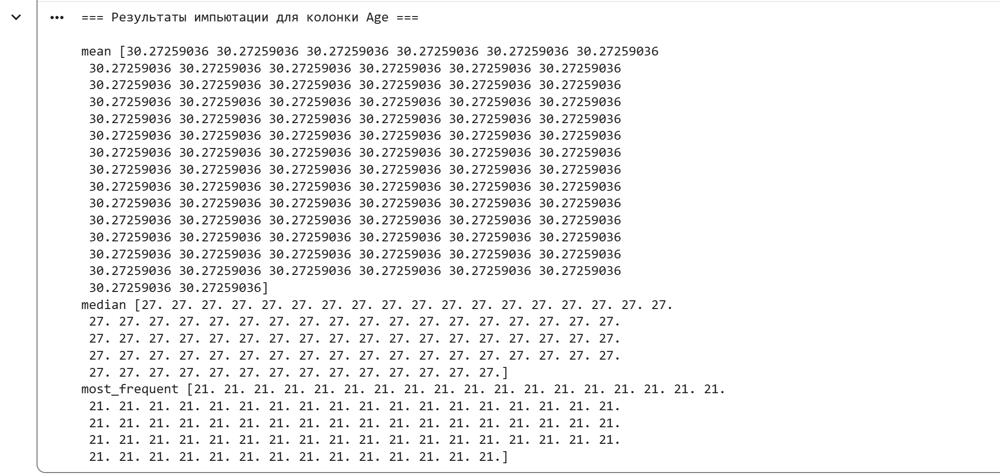 === Результаты импьютации для колонки Age ===
mean [30.27259036 30.27259036 30.27259036 30.27259036 30.27259036 30.27259036
30.27259036 30.27259036 30.27259036 30.27259036 30.27259036 30.27259036
30.27259036 30.27259036 30.27259036 30.27259036 30.27259036 30.27259036
30.27259036 30.27259036 30.27259036 30.27259036 30.27259036 30.27259036
30.27259036 30.27259036 30.27259036 30.27259036 30.27259036 30.27259036
30.27259036 30.27259036 30.27259036 30.27259036 30.27259036 30.27259036
30.27259036 30.27259036 30.27259036 30.27259036 30.27259036 30.27259036
30.27259036 30.27259036 30.27259036 30.27259036 30.27259036 30.27259036
30.27259036 30.27259036 30.27259036 30.27259036 30.27259036 30.27259036
30.27259036 30.27259036 30.27259036 30.27259036 30.27259036 30.27259036
30.27259036 30.27259036 30.27259036 30.27259036 30.27259036 30.27259036
30.27259036 30.27259036 30.27259036 30.27259036 30.27259036 30.27259036
30.27259036 30.27259036 30.27259036 30.27259036 30.27259036 30.27259036
30.27259036 30.27259036 30.27259036 30.27259036 30.27259036 30.27259036
30.27259036 30.27259036]
median [27. 27. 27. 27. 27. 27. 27. 27. 27. 27. 27. 27. 27. 27. 27. 27. 27. 27.
27. 27. 27. 27. 27. 27. 27. 27. 27. 27. 27. 27. 27. 27. 27. 27. 27. 27.
27. 27. 27. 27. 27. 27. 27. 27. 27. 27. 27. 27. 27. 27. 27. 27. 27. 27.
27. 27. 27. 27. 27. 27. 27. 27. 27. 27. 27. 27. 27. 27. 27. 27. 27. 27.
27. 27. 27. 27. 27. 27. 27. 27. 27. 27. 27. 27. 27. 27.]
most_frequent [21. 21. 21. 21. 21. 21. 21. 21. 21. 21. 21. 21. 21. 21. 21. 21. 21. 21.
21. 21. 21. 21. 21. 21. 21. 21. 21. 21. 21. 21. 21. 21. 21. 21. 21. 21.
21. 21. 21. 21. 21. 21. 21. 21. 21. 21. 21. 21. 21. 21. 21. 21. 21. 21.
21. 21. 21. 21. 21. 21. 21. 21. 21. 21. 21. 21. 21. 21. 21. 21. 21. 21.
21. 21. 21. 21. 21. 21. 21. 21. 21. 21. 21. 21. 21. 21.]